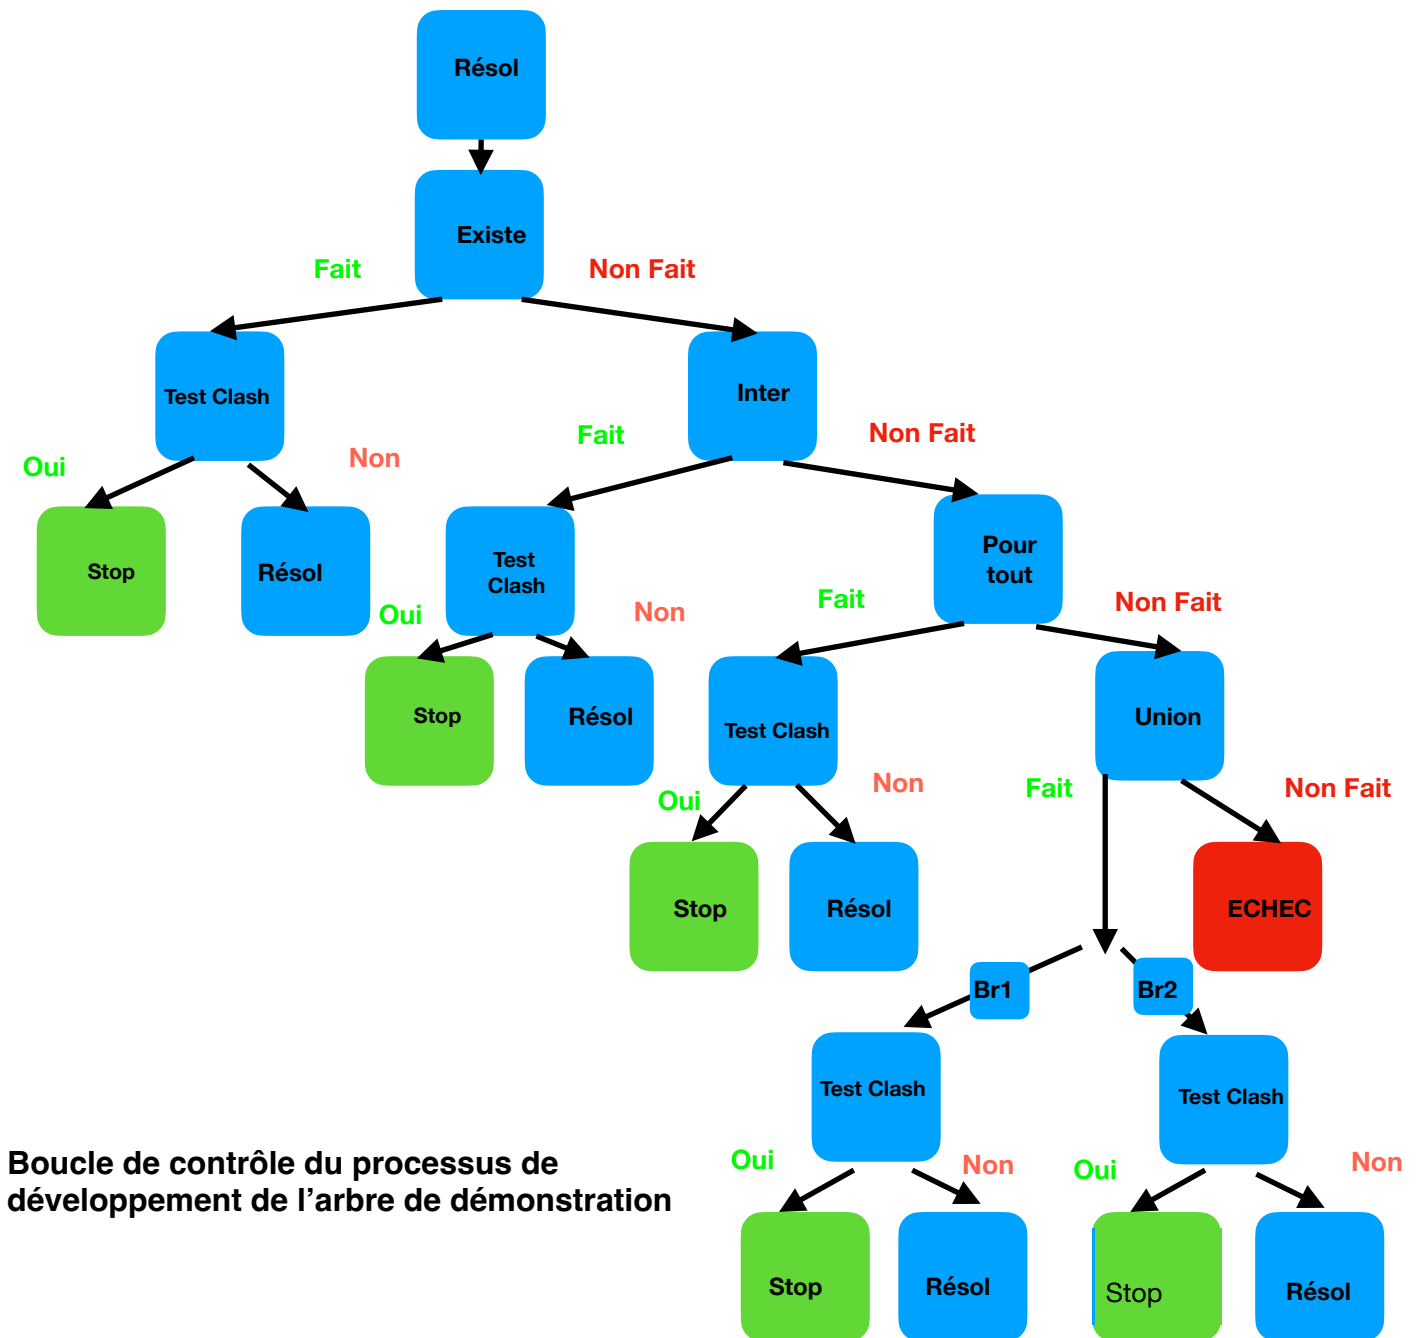 Résol
Existe
Fait
Non Fait
Test Clash
Inter
Fait
Non Fait
Oui
Non
Stop
Résol
Test
Clash
Pour
tout
Oui
Non
Fait
Non Fait
Stop
Résol
Test Clash
Union
Oui
Non
Fait
Non Fait
Stop
Résol
ECHEC
Br1
Br2
Test Clash
Test Clash
Boucle de contrôle du processus de
développement de l’arbre de démonstration
Oui
Non
Oui
Non
Stop
Résol
Stop
Résol